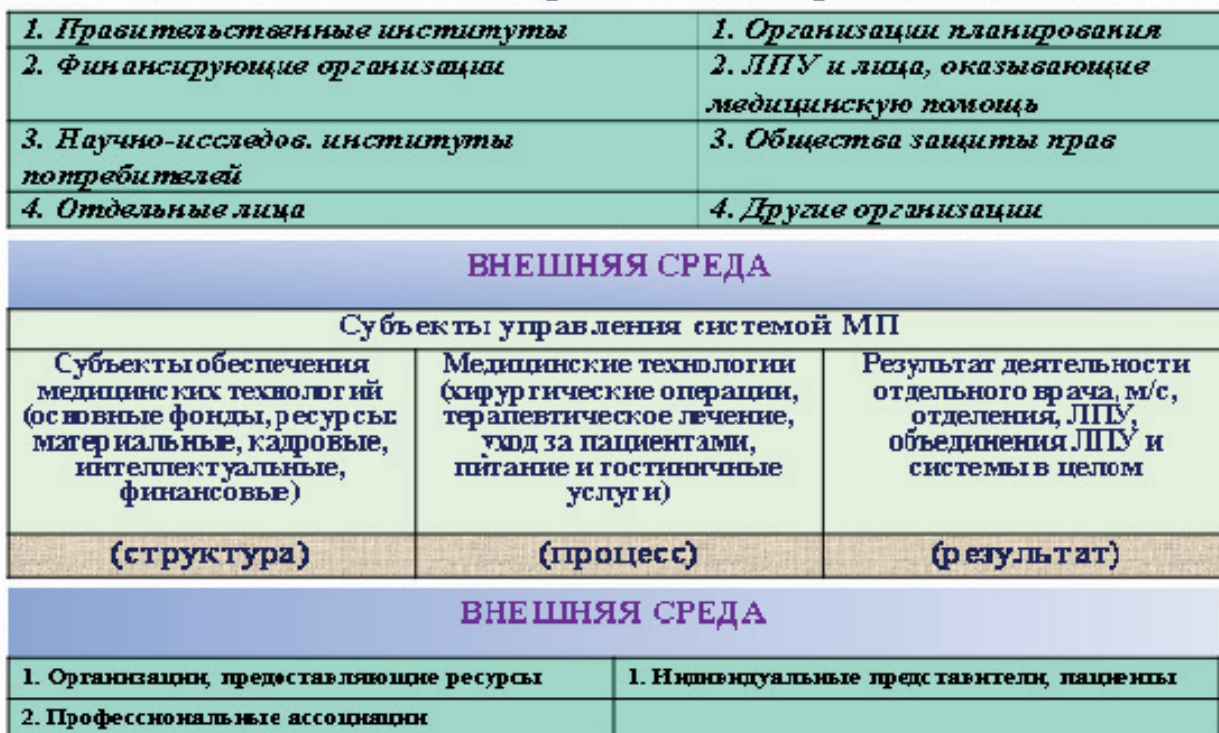 1. Правительственные институты
1. Организации планирования
2. Финансирующие организации
2. ЛПУ и лица, оказывающие
медицинскую помощь
3. Научно-исследов. институты
потребителей
3. Общества защиты прав
4. Отдельные лица
4. Другие организации
ВНЕШНЯЯ СРЕДА
Субъекты управления системой МП
Субъекты обеспечения
медицинских технологий
(основные фонды, ресурсы:
материальные, кадровые,
интеллектуальные,
финансовые)
Медицинские технологии
(хирургические операции,
терапевтическое лечение,
уход за пациентами,
питание и гостиничные
услуги)
Результат деятельности
отдельного врача, м/с,
отделения, ЛПУ,
объединения ЛПУ и
системы в целом
(структура)
(процесс)
(результат)
ВНЕШНЯЯ СРЕДА
1. Организации, предоставляющие ресурсы
1. Индивидуальные представители, пациенты
2. Профессиональные ассоциации